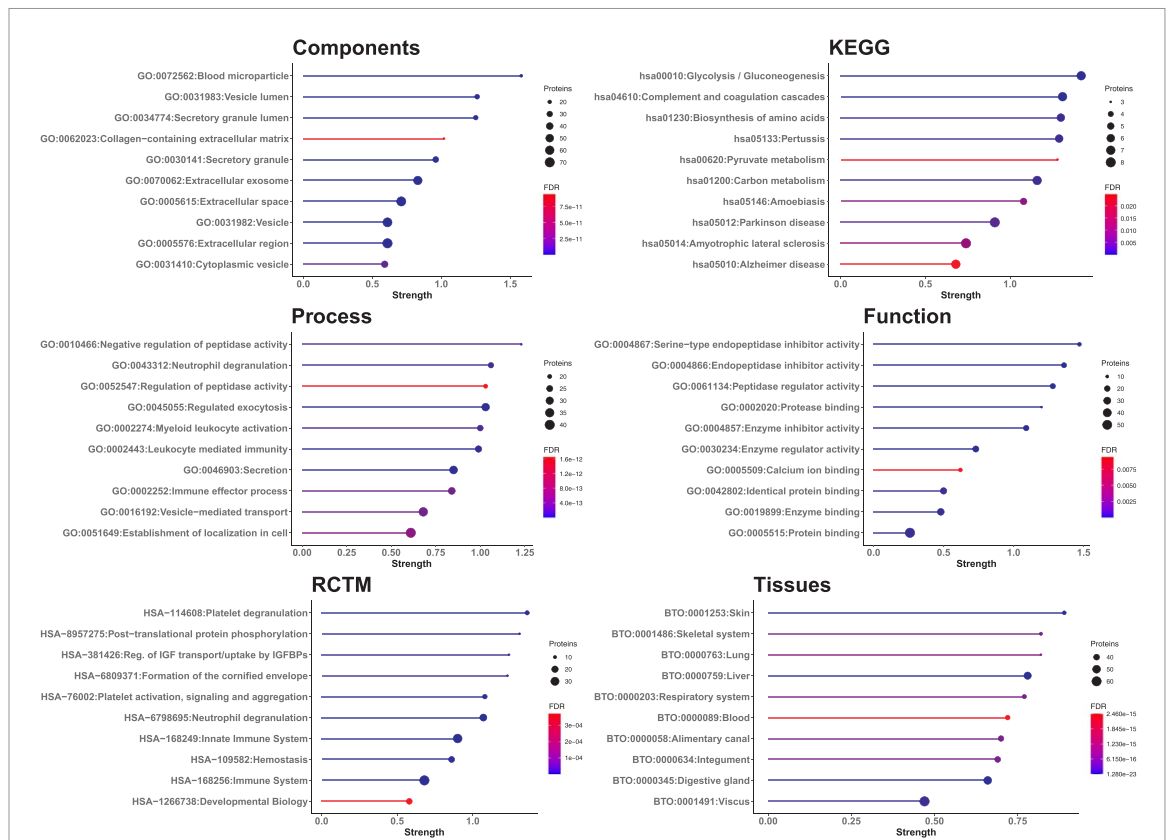 Components
GO:0072562:Blood microparticle
GO:0031983:Vesicle lumen
GO:0034774:Secretory granule lumen
GO:0062023:Collagen−containing extracellular matrix
GO:0030141:Secretory granule
GO:0070062:Extracellular exosome
GO:0005615:Extracellular space
GO:0031982:Vesicle
GO:0005576:Extracellular region
GO:0031410:Cytoplasmic vesicle
0.0 0.5 1.0 1.5
Strength
Proteins
20
30
40
50
60
70
FDR
7.5e−11
5.0e−11
2.5e−11
KEGG
hsa00010:Glycolysis / Gluconeogenesis
hsa04610:Complement and coagulation cascades
hsa01230:Biosynthesis of amino acids
hsa05133:Pertussis
hsa00620:Pyruvate metabolism
hsa01200:Carbon metabolism
hsa05146:Amoebiasis
hsa05012:Parkinson disease
hsa05014:Amyotrophic lateral sclerosis
hsa05010:Alzheimer disease
0.0 0.5 1.0
Strength
Proteins
3
4
5
6
7
8
FDR
0.020
0.015
0.010
0.005
Process
GO:0010466:Negative regulation of peptidase activity
GO:0043312:Neutrophil degranulation
GO:0052547:Regulation of peptidase activity
GO:0045055:Regulated exocytosis
GO:0002274:Myeloid leukocyte activation
GO:0002443:Leukocyte mediated immunity
GO:0046903:Secretion
GO:0002252:Immune effector process
GO:0016192:Vesicle−mediated transport
GO:0051649:Establishment of localization in cell
0.00 0.25 0.50 0.75 1.00 1.25
Strength
Proteins
20
25
30
35
40
FDR
1.6e−12
1.2e−12
8.0e−13
4.0e−13
Function
GO:0004867:Serine−type endopeptidase inhibitor activity
GO:0004866:Endopeptidase inhibitor activity
GO:0061134:Peptidase regulator activity
GO:0002020:Protease binding
GO:0004857:Enzyme inhibitor activity
GO:0030234:Enzyme regulator activity
GO:0005509:Calcium ion binding
GO:0042802:Identical protein binding
GO:0019899:Enzyme binding
GO:0005515:Protein binding
0.0 0.5 1.0 1.5
Strength
Proteins
10
20
30
40
50
FDR
0.0075
0.0050
0.0025
RCTM
HSA−114608:Platelet degranulation
HSA−8957275:Post−translational protein phosphorylation
HSA−381426:Reg. of IGF transport/uptake by IGFBPs
HSA−6809371:Formation of the cornified envelope
HSA−76002:Platelet activation, signaling and aggregation
HSA−6798695:Neutrophil degranulation
HSA−168249:Innate Immune System
HSA−109582:Hemostasis
HSA−168256:Immune System
HSA−1266738:Developmental Biology
0.0 0.5 1.0
Strength
Proteins
10
20
30
FDR
3e−04
2e−04
1e−04
Tissues
BTO:0001253:Skin
BTO:0001486:Skeletal system
BTO:0000763:Lung
BTO:0000759:Liver
BTO:0000203:Respiratory system
BTO:0000089:Blood
BTO:0000058:Alimentary canal
BTO:0000634:Integument
BTO:0000345:Digestive gland
BTO:0001491:Viscus
0.00 0.25 0.50 0.75
Strength
Proteins
40
50
60
FDR
2.460e−15
1.845e−15
1.230e−15
6.150e−16
1.280e−23